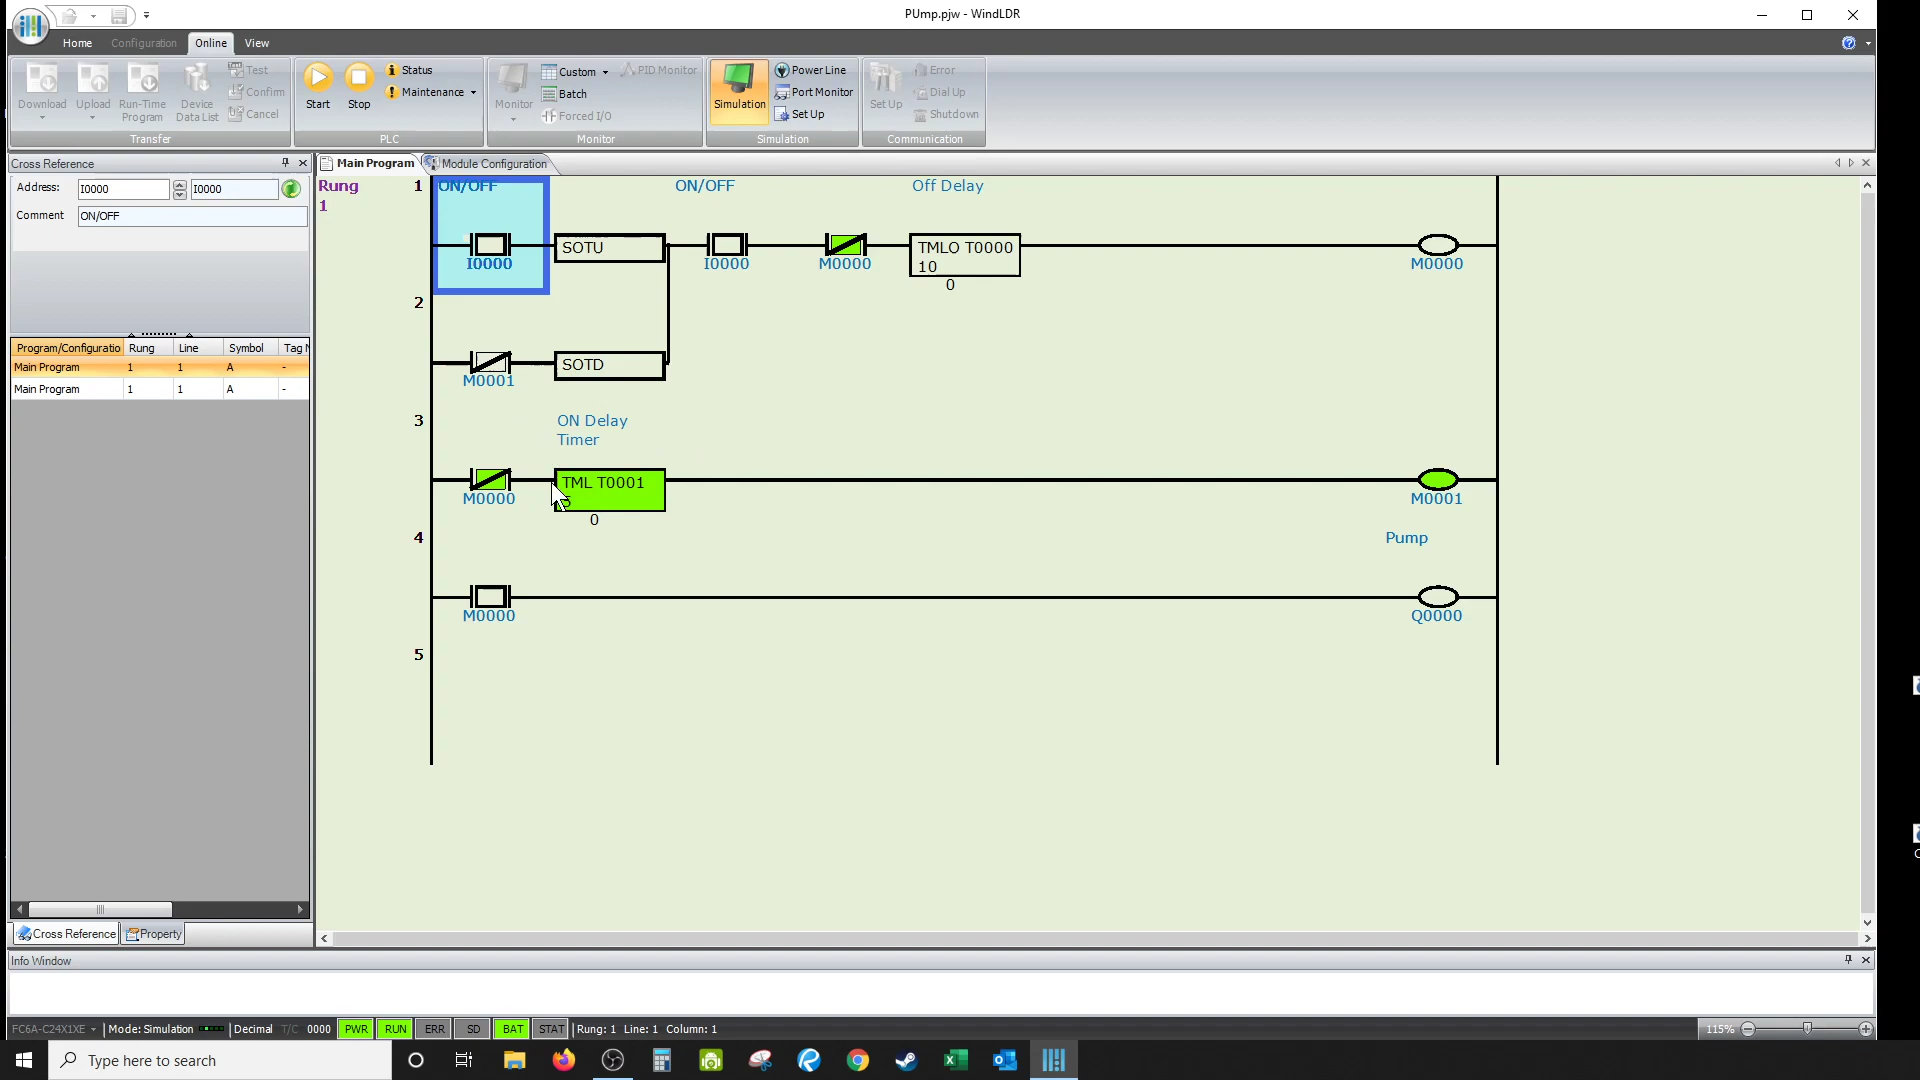 PUmp.pjw - WindLDR
Home Configuration Online View
Download Upload Run-Time Program Device Data List Test Confirm Cancel
Transfer
Start Stop Status Maintenance
PLC
Monitor Custom Batch PID Monitor Forced I/O
Monitor
Simulation Power Line Port Monitor Set Up
Simulation
Set Up Error Dial Up Shutdown
Communication
Cross Reference
Address: I0000 I0000
Comment ON/OFF
Program/Configuratio Rung Line Symbol Tag N
Main Program 1 1 A -
Main Program 1 1 A -
Cross Reference Property
Main Program Module Configuration
Rung 1
1 ON/OFF ON/OFF Off Delay
SOTU TMLO T0000
10
I0000 I0000 M0000 M0000
0
2
SOTD
M0001
3 ON Delay
Timer
TML T0001
M0000 M0001
0
4 Pump
M0000 Q0000
5
Info Window
FC6A-C24X1XE Mode: Simulation Decimal T/C 0000 PWR RUN ERR SD BAT STAT Rung: 1 Line: 1 Column: 1 115%
Type here to search